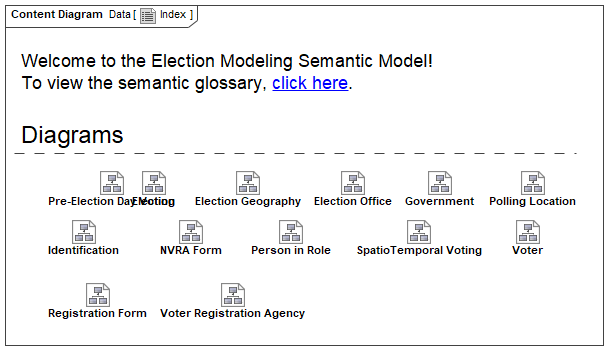 Content Diagram Data [ Index ]
Welcome to the Election Modeling Semantic Model!
To view the semantic glossary, click here.
Diagrams
Pre-Election Day Voting Election Election Geography Election Office Government Polling Location
Identification NVRA Form Person in Role SpatioTemporal Voting Voter
Registration Form Voter Registration Agency